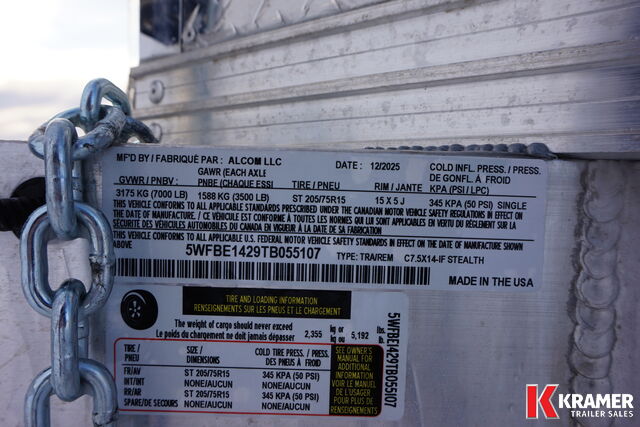 MF'D BY / FABRIQUÉ PAR : ALCOM LLC DATE : 12/2025 COLD INFL. PRESS. / PRESS.
GAWR (EACH AXLE) DE GONFL. À FROID
GVWR / PNBV : PNBE (CHAQUE ESSI TIRE / PNEU RIM / JANTE KPA (PSI / LPC)
3175 KG (7000 LB) 1588 KG (3500 LB) ST 205/75R15 15 X 5 J 345 KPA (50 PSI) SINGLE
THIS VEHICLE CONFORMS TO ALL APPLICABLE STANDARDS PRESCRIBED UNDER THE CANADIAN MOTOR VEHICLE SAFETY REGULATIONS IN EFFECT ON
THE DATE OF MANUFACTURE. / CE VÉHICULE EST CONFORME À TOUTES LES NORMES QUI LUI SONT APPLICABLES EN VERTU DU RÈGLEMENT SUR LA
SÉCURITÉ DES VÉHICULES AUTOMOBILES DU CANADA EN VIGUEUR À LA DATE DE SA FABRICATION.
THIS VEHICLE CONFORMS TO ALL APPLICABLE U.S. FEDERAL MOTOR VEHICLE SAFETY STANDARDS IN EFFECT ON THE DATE OF MANUFACTURE SHOWN
ABOVE
5WFBE1429TB055107 TYPE: TRA/REM C7.5X14-IF STEALTH
MADE IN THE USA
TIRE AND LOADING INFORMATION
RENSEIGNEMENTS SUR LES PNEUS ET LE CHARGEMENT
The weight of cargo should never exceed
Le poids du chargement ne doit jamais dépasser 2,355 kg or kg ou 5,192 lbs.
TIRE / PNEU SIZE / DIMENSIONS COLD TIRE PRESS. / PRESS. DES PNEUS À FROID
FR/AV ST 205/75R15 345 KPA (50 PSI)
INT/INT NONE/AUCUN NONE/AUCUN
RR/AR ST 205/75R15 345 KPA (50 PSI)
SPARE/DE SECOURS NONE/AUCUN NONE/AUCUN
SEE OWNER'S
MANUAL FOR
ADDITIONAL
INFORMATION
VOIR LE MANUEL
DE L'USAGER
POUR PLUS DE
RENSEIGNEMENTS
5WFBE1429TB055107
K KRAMER
TRAILER SALES